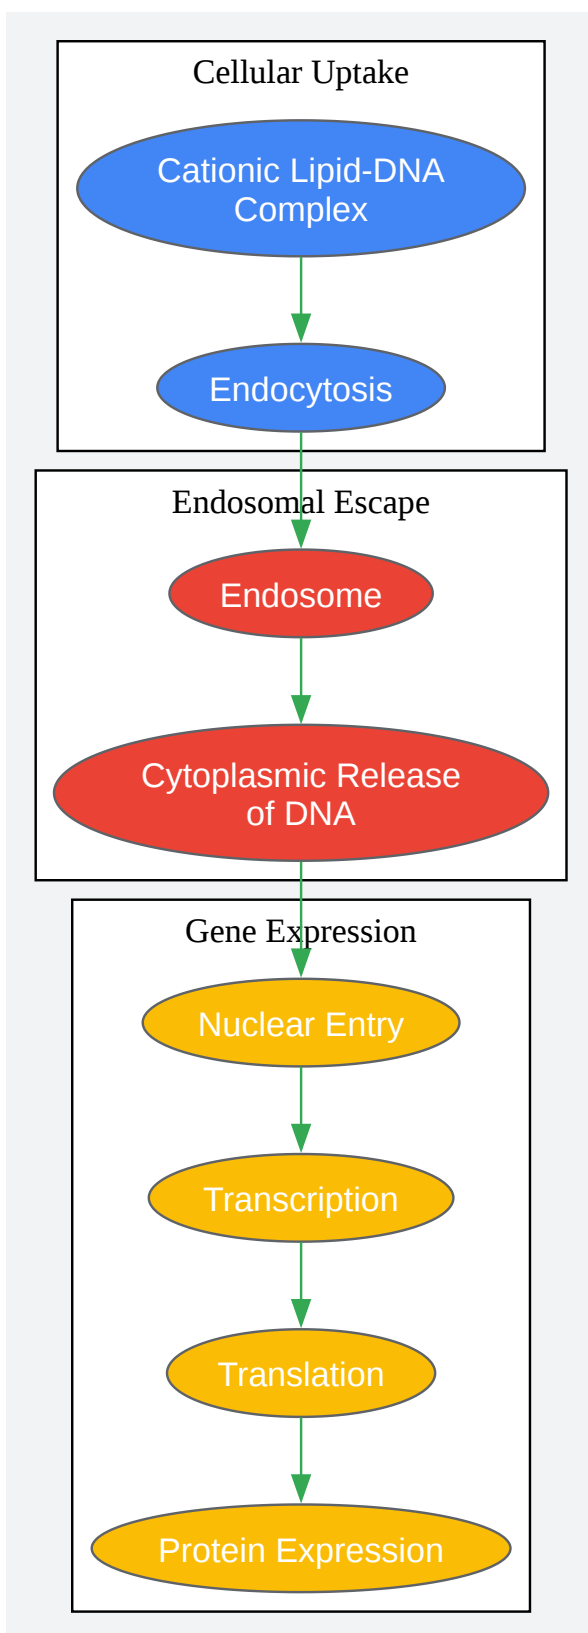 Cellular Uptake
Cationic Lipid-DNA
Complex
Endocytosis
Endosomal Escape
Endosome
Cytoplasmic Release
of DNA
Gene Expression
Nuclear Entry
Transcription
Translation
Protein Expression